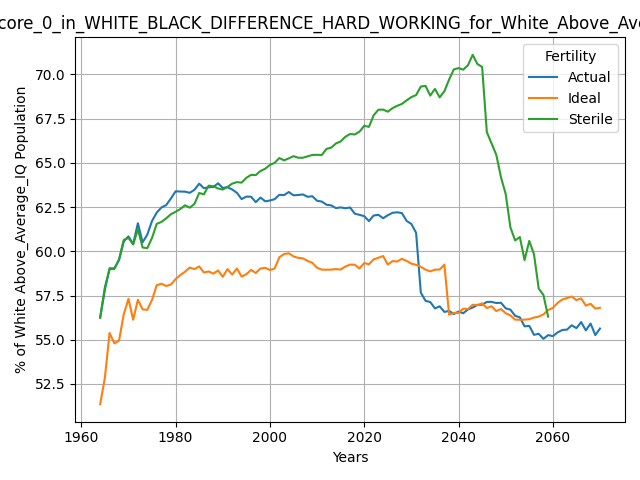 core_0_in_WHITE_BLACK_DIFFERENCE_HARD_WORKING_for_White_Above_Ave
Fertility
Actual
Ideal
Sterile
% of White Above_Average_IQ Population
70.0
67.5
65.0
62.5
60.0
57.5
55.0
52.5
1960
1980
2000
2020
2040
2060
Years